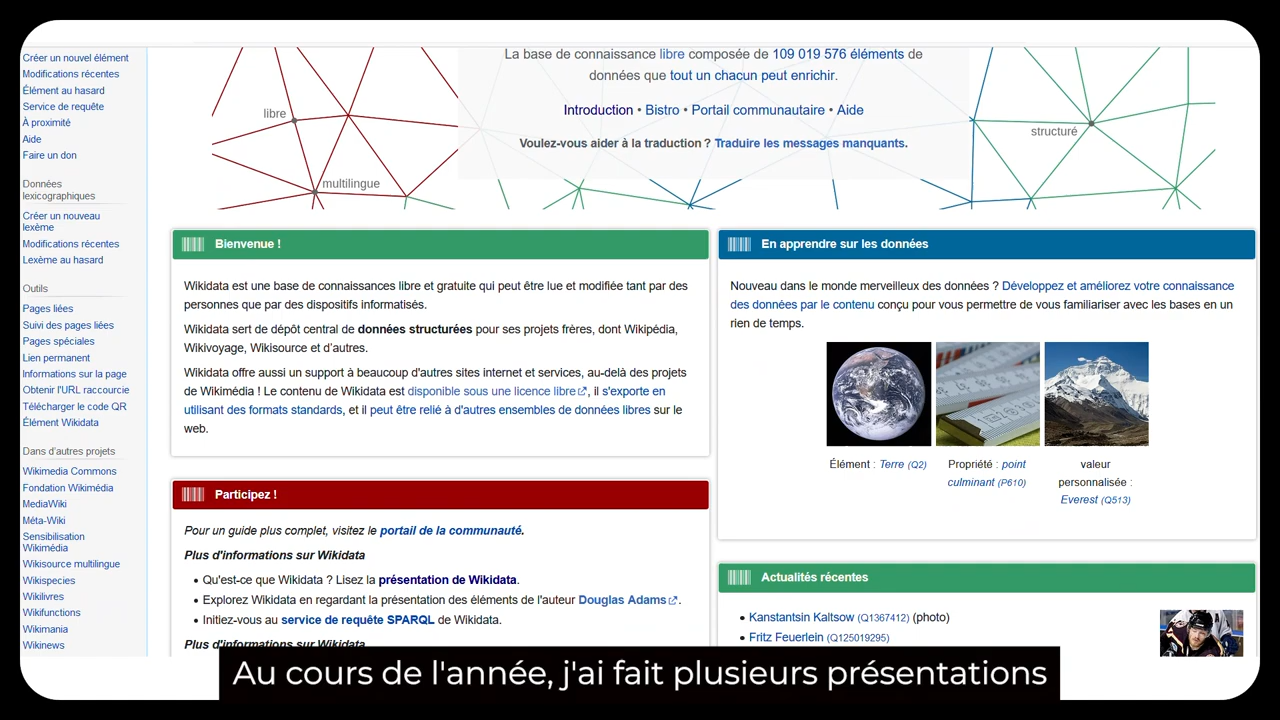 Créer un nouvel élément
Modifications récentes
Élément au hasard
Service de requête
À proximité
Aide
Faire un don
Données
lexicographiques
Créer un nouveau
lexème
Modifications récentes
Lexème au hasard
Outils
Pages liées
Suivi des pages liées
Pages spéciales
Lien permanent
Informations sur la page
Obtenir l'URL raccourcie
Télécharger le code QR
Élément Wikidata
Dans d'autres projets
Wikimedia Commons
Fondation Wikimédia
MediaWiki
Méta-Wiki
Sensibilisation
Wikimédia
Wikisource multilingue
Wikispecies
Wikilivres
Wikifunctions
Wikimania
Wikinews
La base de connaissance libre composée de 109 019 576 éléments de
données que tout un chacun peut enrichir.
Introduction • Bistro • Portail communautaire • Aide
Voulez-vous aider à la traduction ? Traduire les messages manquants.
libre
multilingue
structuré
Bienvenue !
Wikidata est une base de connaissances libre et gratuite qui peut être lue et modifiée tant par des
personnes que par des dispositifs informatisés.
Wikidata sert de dépôt central de données structurées pour ses projets frères, dont Wikipédia,
Wikivoyage, Wikisource et d'autres.
Wikidata offre aussi un support à beaucoup d'autres sites internet et services, au-delà des projets
de Wikimédia ! Le contenu de Wikidata est disponible sous une licence libre, il s'exporte en
utilisant des formats standards, et il peut être relié à d'autres ensembles de données libres sur le
web.
Participez !
Pour un guide plus complet, visitez le portail de la communauté.
Plus d'informations sur Wikidata
• Qu'est-ce que Wikidata ? Lisez la présentation de Wikidata.
• Explorez Wikidata en regardant la présentation des éléments de l'auteur Douglas Adams.
• Initiez-vous au service de requête SPARQL de Wikidata.
Plus d'informations sur Wikidata
En apprendre sur les données
Nouveau dans le monde merveilleux des données ? Développez et améliorez votre connaissance
des données par le contenu conçu pour vous permettre de vous familiariser avec les bases en un
rien de temps.
Élément : Terre (Q2)
Propriété : point
culminant (P610)
valeur
personnalisée :
Everest (Q513)
Actualités récentes
• Kanstantsin Kaltsow (Q1367412) (photo)
• Fritz Feuerlein (Q125019295)
Au cours de l'année, j'ai fait plusieurs présentations